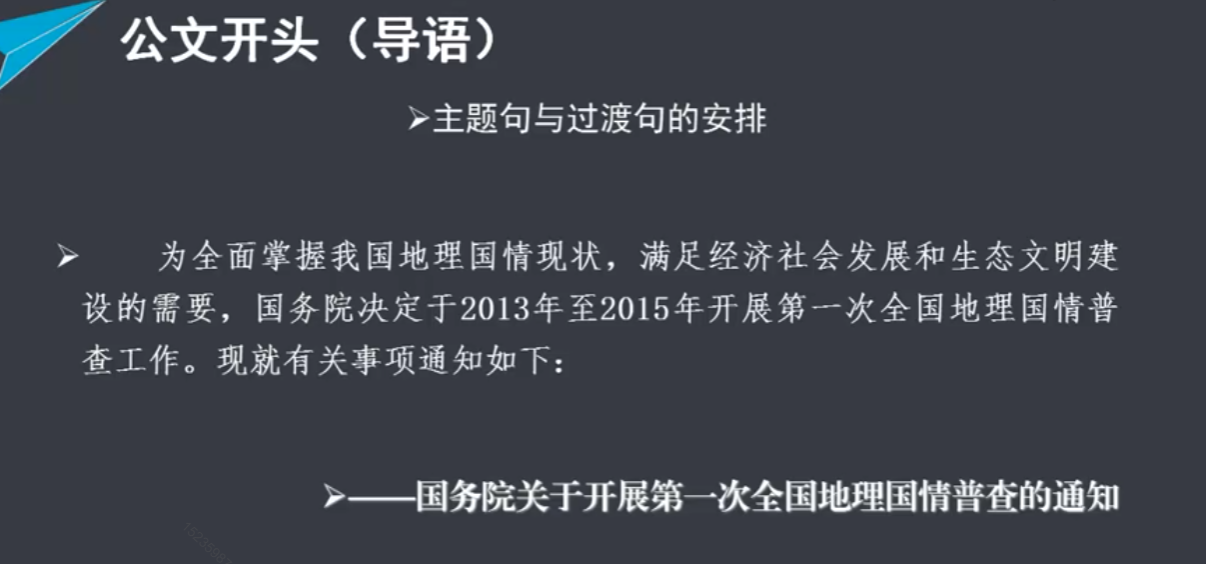 公文开头（导语）
➢主题句与过渡句的安排
➢ 为全面掌握我国地理国情现状，满足经济社会发展和生态文明建
设的需要，国务院决定于2013年至2015年开展第一次全国地理国情普
查工作。现就有关事项通知如下：
➢——国务院关于开展第一次全国地理国情普查的通知